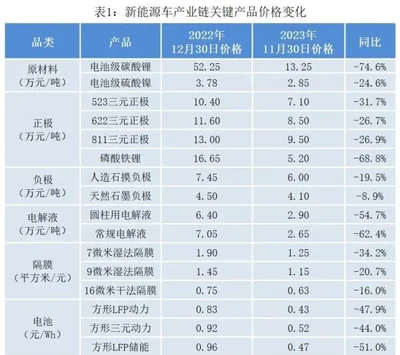 表1：新能源车产业链关键产品价格变化
品类 产品 2022年12月30日价格 2023年11月30日价格 同比
原材料（万元/吨） 电池级碳酸锂 52.25 13.25 -74.6%
电池级硫酸镍 3.78 2.85 -24.6%
正极（万元/吨） 523三元正极 10.40 7.10 -31.7%
622三元正极 11.60 8.50 -26.7%
811三元正极 13.00 9.50 -26.9%
磷酸铁锂 16.65 5.20 -68.8%
负极（万元/吨） 人造石摸负极 7.45 6.00 -19.5%
天然石墨负极 4.50 4.10 -8.9%
电解液（万元/吨） 圆柱用电解液 6.40 2.90 -54.7%
常规电解液 7.05 2.65 -62.4%
隔膜（平方米/元） 7微米湿法隔膜 1.90 1.25 -34.2%
9微米湿法隔膜 1.45 1.15 -20.7%
16微米干法隔膜 0.75 0.63 -16.0%
电池（元/Wh） 方形LFP动力 0.83 0.43 -47.9%
方形三元动力 0.92 0.52 -44.0%
方形LFP储能 0.96 0.47 -51.0%